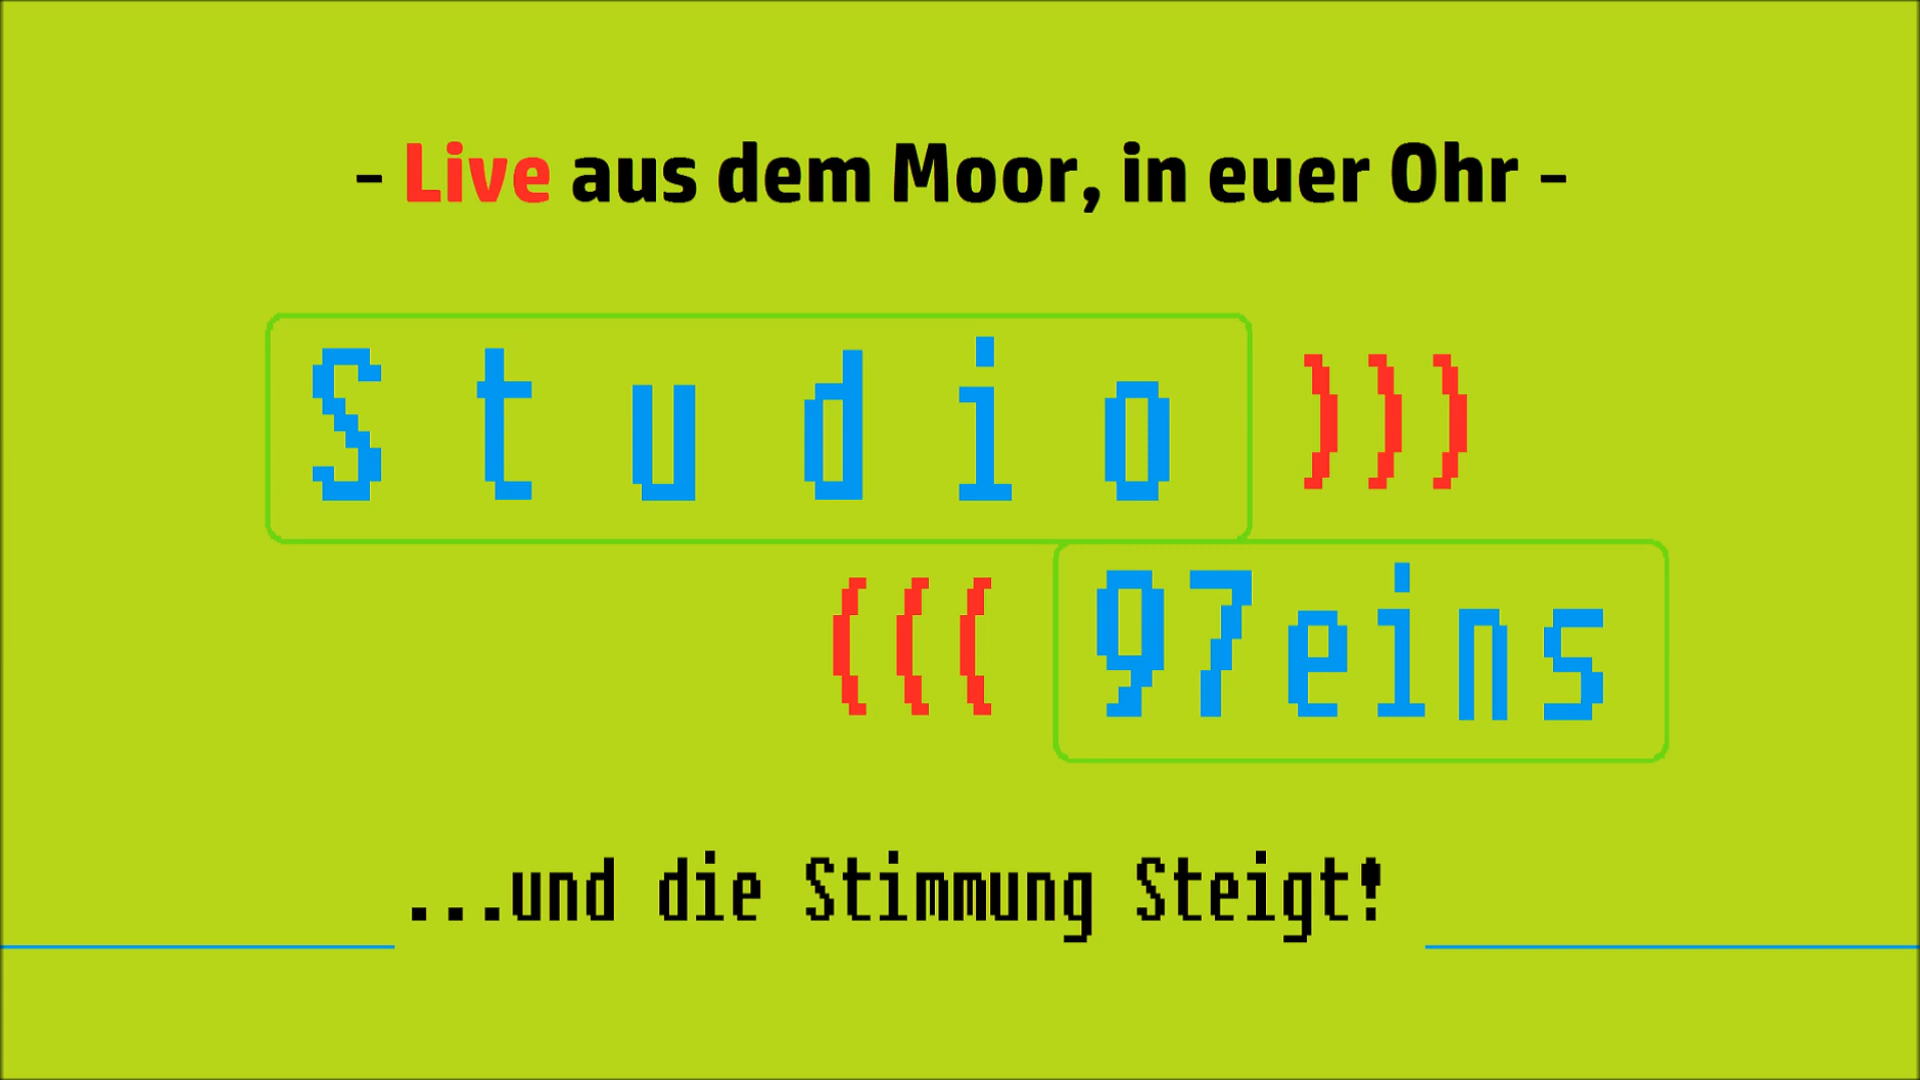 - Live aus dem Moor, in euer Ohr -
Studio )))
((( 97eins
...und die Stimmung Steigt!